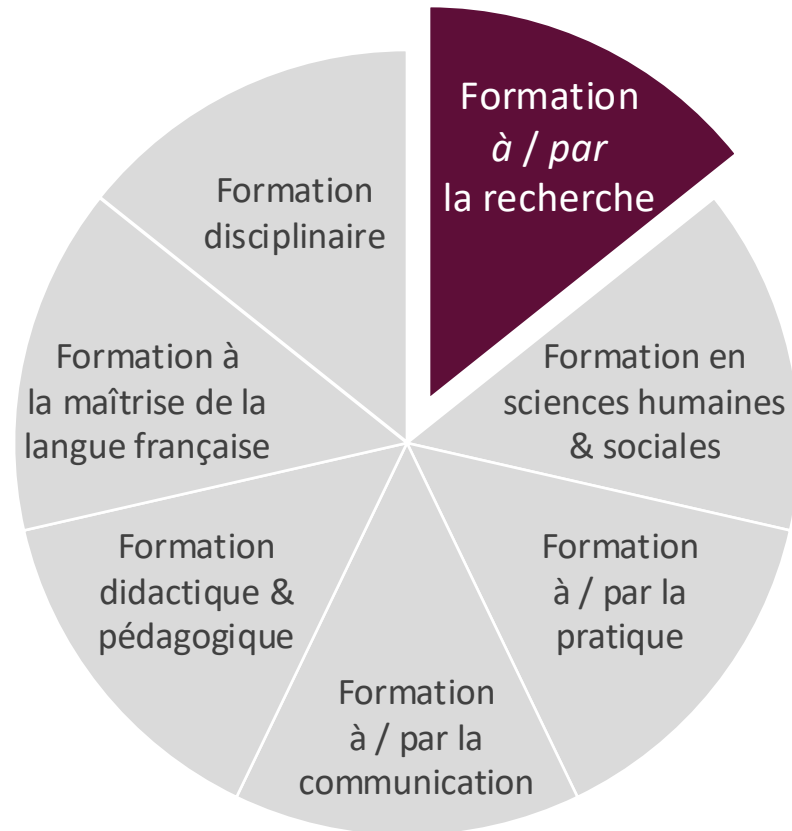 Formation
à / par
la recherche
Formation en
sciences humaines
& sociales
Formation
à / par la
pratique
Formation
à / par la
communication
Formation
didactique &
pédagogique
Formation à
la maîtrise de la
langue française
Formation
disciplinaire